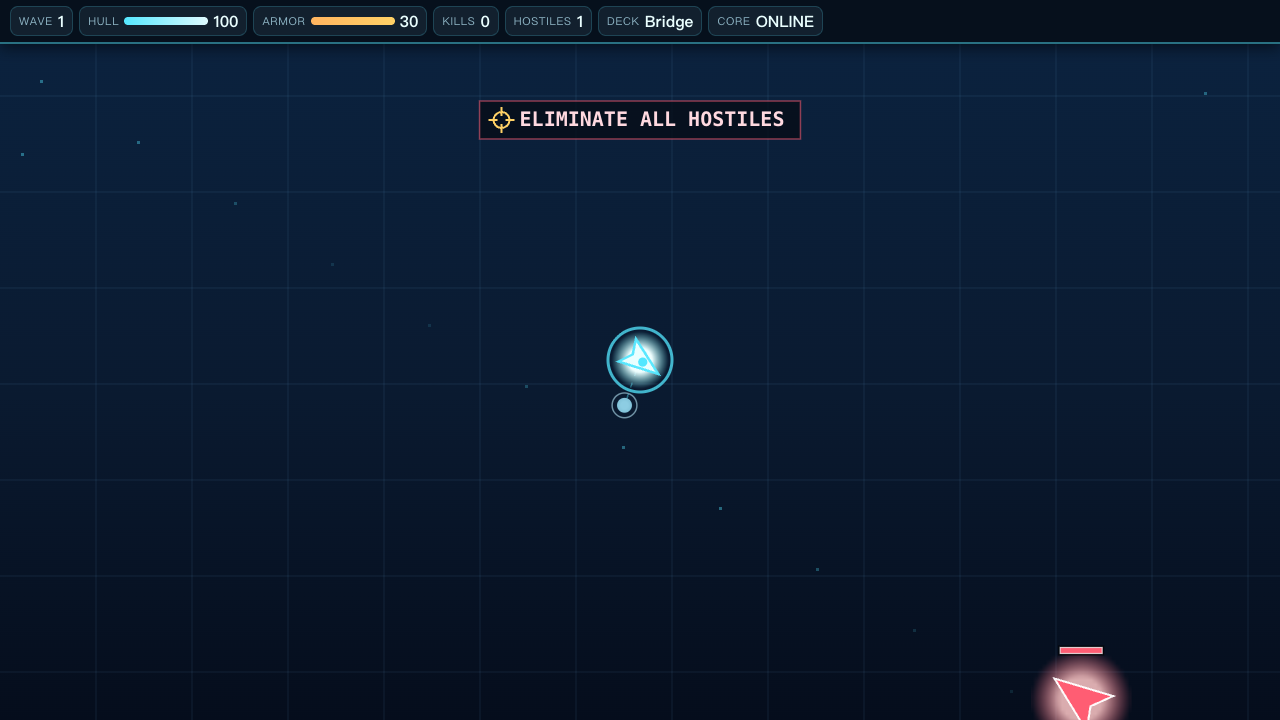 WAVE 1 HULL 100 ARMOR 30 KILLS 0 HOSTILES 1 DECK Bridge CORE ONLINE
ELIMINATE ALL HOSTILES